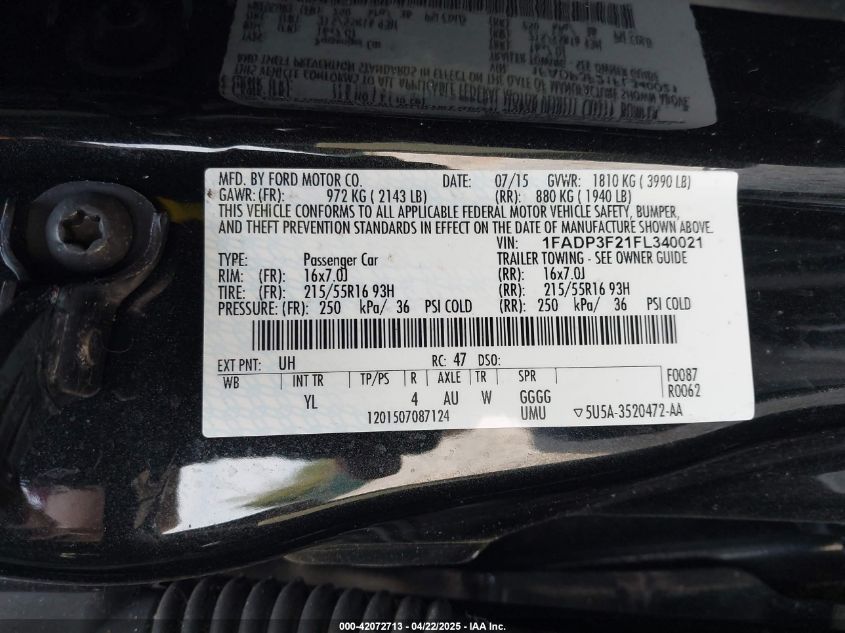 MFD. BY FORD MOTOR CO. DATE: 07/15 GVWR: 1810 KG ( 3990 LB)
GAWR: (FR): 972 KG ( 2143 LB) (RR): 880 KG ( 1940 LB)
THIS VEHICLE CONFORMS TO ALL APPLICABLE FEDERAL MOTOR VEHICLE SAFETY, BUMPER,
AND THEFT PREVENTION STANDARDS IN EFFECT ON THE DATE OF MANUFACTURE SHOWN ABOVE.
VIN: 1FADP3F21FL340021
TYPE: Passenger Car TRAILER TOWING - SEE OWNER GUIDE
RIM: (FR): 16x7.0J (RR): 16x7.0J
TIRE: (FR): 215/55R16 93H (RR): 215/55R16 93H
PRESSURE: (FR): 250 kPa/ 36 PSI COLD (RR): 250 kPa/ 36 PSI COLD
EXT PNT: UH RC: 47 DSO:
WB INT TR TP/PS R AXLE TR SPR F0087
R0062
YL 4 AU W GGGG
1201507087124 UMU ▽5U5A-3520472-AA
000-42072713 - 04/22/2025 - IAA Inc.